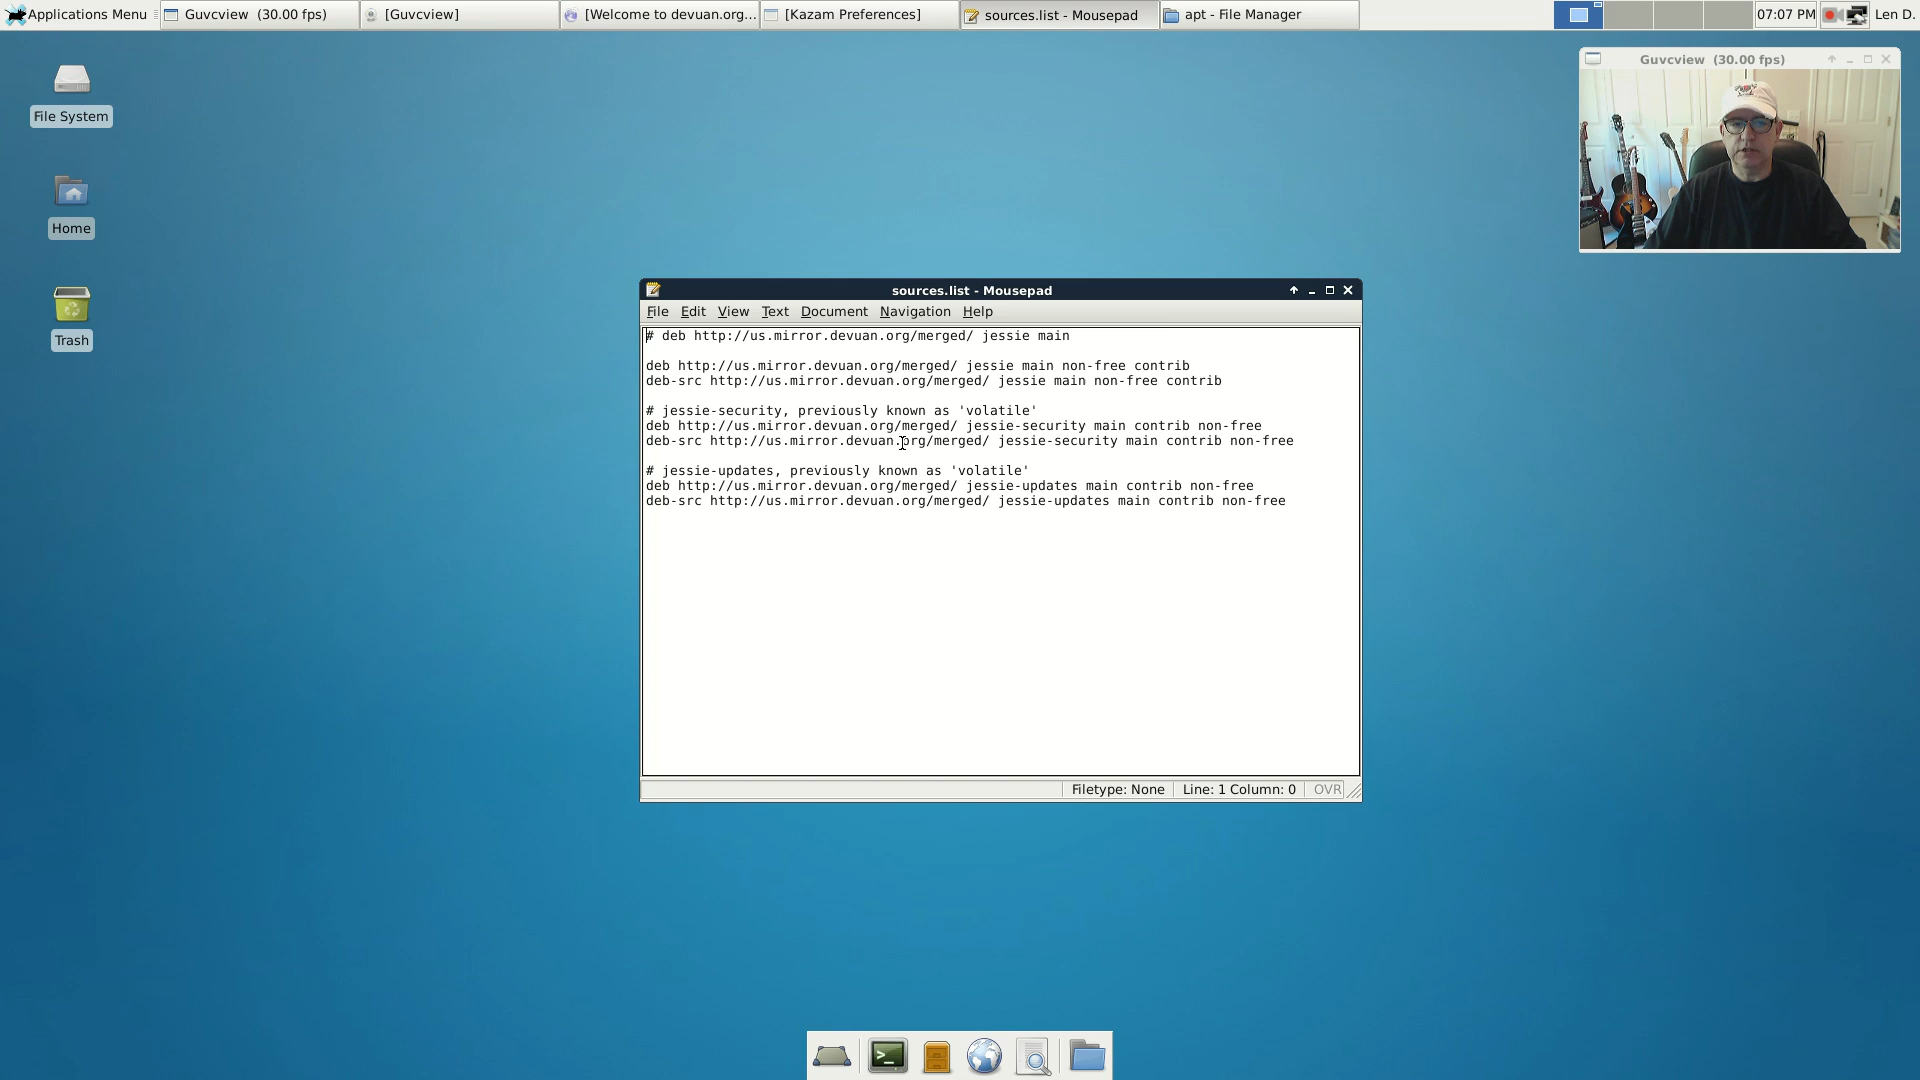 Applications Menu
Guvcview (30.00 fps)
[Guvcview]
[Welcome to devuan.org...
[Kazam Preferences]
sources.list - Mousepad
apt - File Manager
07:07 PM
Len D.
File System
Home
Trash
Guvcview (30.00 fps)
sources.list - Mousepad
File Edit View Text Document Navigation Help
# deb http://us.mirror.devuan.org/merged/ jessie main
deb http://us.mirror.devuan.org/merged/ jessie main non-free contrib
deb-src http://us.mirror.devuan.org/merged/ jessie main non-free contrib
# jessie-security, previously known as 'volatile'
deb http://us.mirror.devuan.org/merged/ jessie-security main contrib non-free
deb-src http://us.mirror.devuan.org/merged/ jessie-security main contrib non-free
# jessie-updates, previously known as 'volatile'
deb http://us.mirror.devuan.org/merged/ jessie-updates main contrib non-free
deb-src http://us.mirror.devuan.org/merged/ jessie-updates main contrib non-free
Filetype: None
Line: 1 Column: 0
OVR